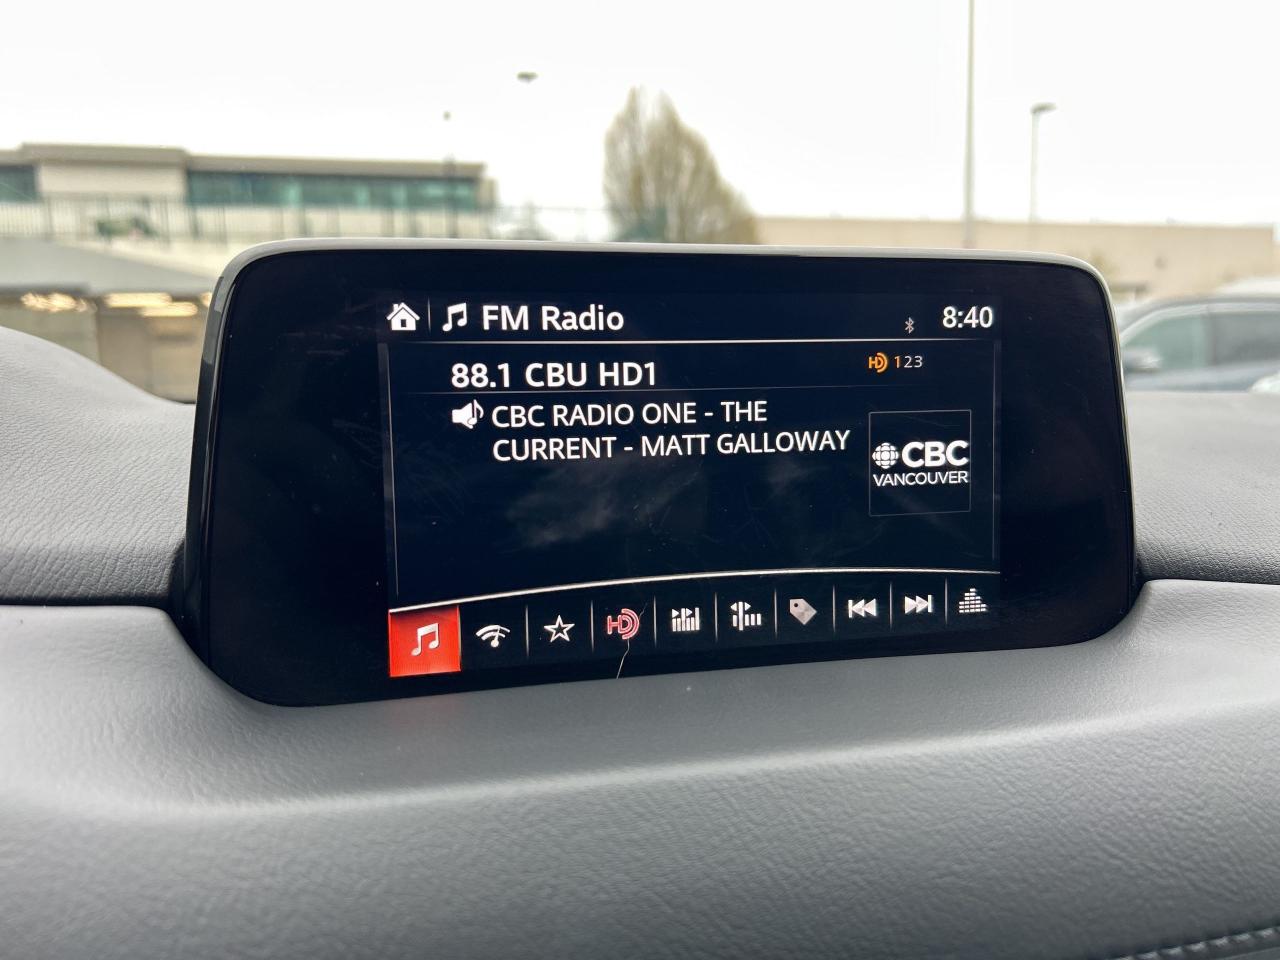 FM Radio
8:40
88.1 CBU HD1
HD 123
CBC RADIO ONE - THE
CURRENT - MATT GALLOWAY
CBC
VANCOUVER
HD